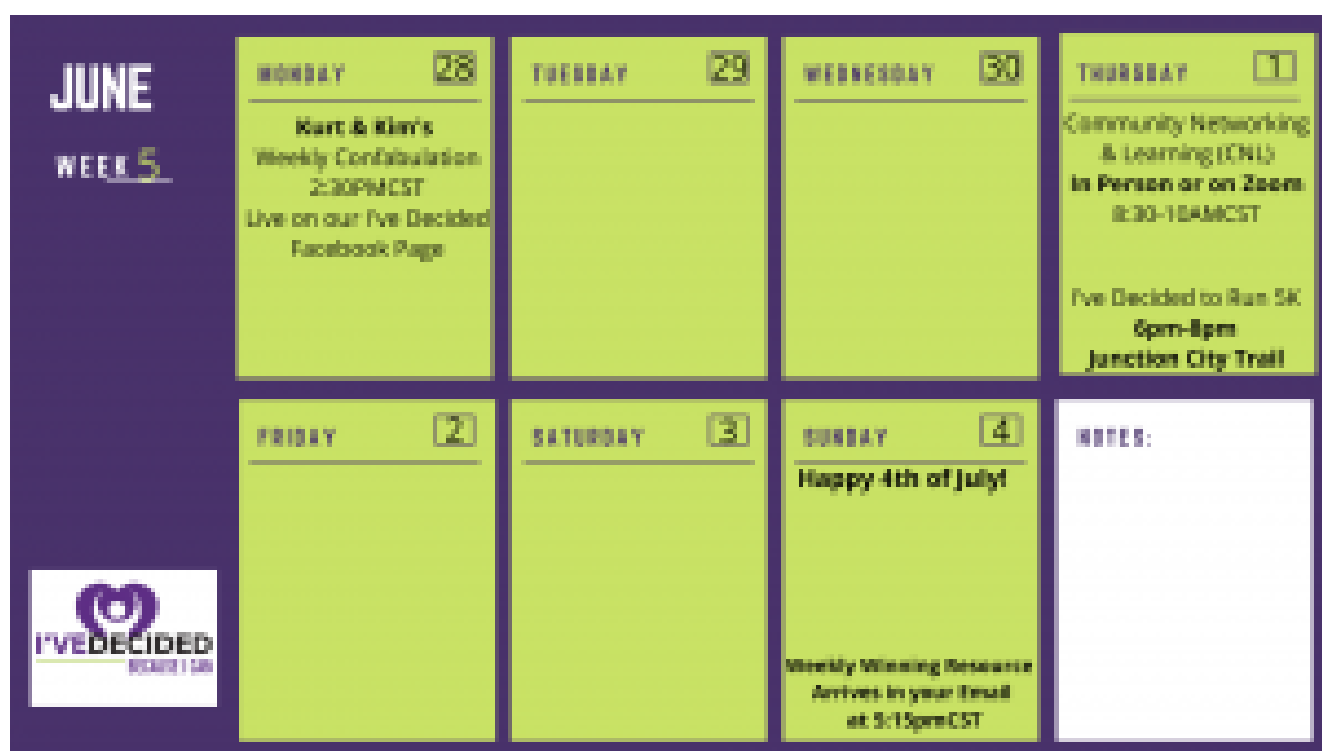 JUNE
WEEK 5
MONDAY 28
Kurt & Kim's
Weekly Confabulation
2:30PMCST
Live on our I've Decided
Facebook Page
TUESDAY 29
WEDNESDAY 30
THURSDAY 1
Community Networking
& Learning (CNL)
In Person or on Zoom
8:30-10AMCST
I've Decided to Run 5K
6pm-8pm
Junction City Trail
FRIDAY 2
SATURDAY 3
SUNDAY 4
Happy 4th of July!
Weekly Winning Resource
Arrives in your Email
at 5:15pmCST
NOTES:
I'VEDECIDED